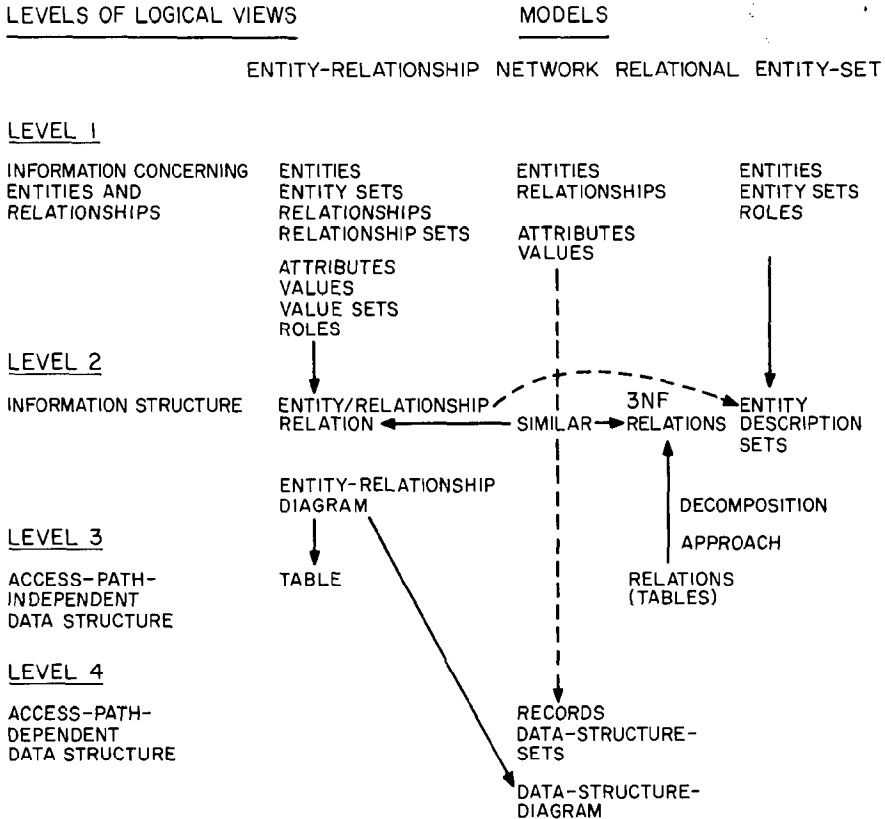 LEVELS OF LOGICAL VIEWS MODELS
ENTITY-RELATIONSHIP NETWORK RELATIONAL ENTITY-SET
LEVEL 1
INFORMATION CONCERNING ENTITIES AND RELATIONSHIPS
ENTITIES
ENTITY SETS
RELATIONSHIPS
RELATIONSHIP SETS
ATTRIBUTES
VALUES
VALUE SETS
ROLES
ENTITIES
RELATIONSHIPS
ATTRIBUTES
VALUES
ENTITIES
ENTITY SETS
ROLES
LEVEL 2
INFORMATION STRUCTURE
ENTITY/RELATIONSHIP
RELATION
SIMILAR
3NF
RELATIONS
ENTITY
DESCRIPTION
SETS
ENTITY-RELATIONSHIP
DIAGRAM
DECOMPOSITION
APPROACH
LEVEL 3
ACCESS-PATH-
INDEPENDENT
DATA STRUCTURE
TABLE
RELATIONS
(TABLES)
LEVEL 4
ACCESS-PATH-
DEPENDENT
DATA STRUCTURE
RECORDS
DATA-STRUCTURE-
SETS
DATA-STRUCTURE-
DIAGRAM